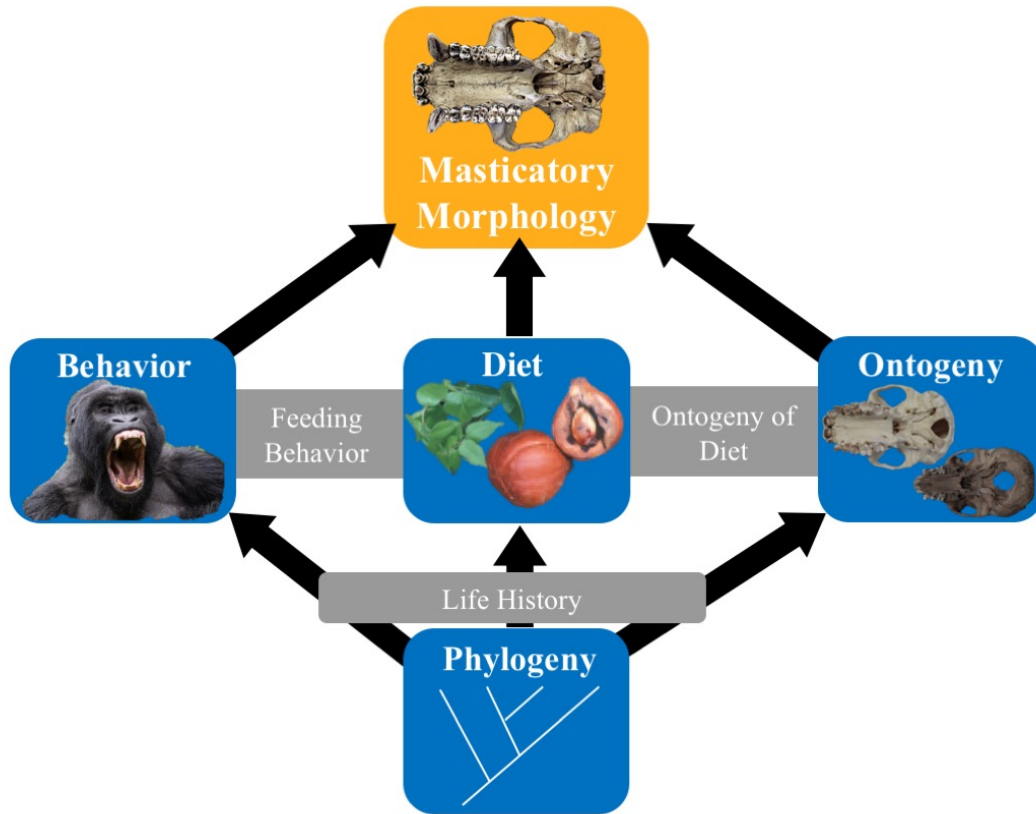 Masticatory
Morphology
Behavior
Diet
Ontogeny
Feeding
Behavior
Ontogeny of
Diet
Life History
Phylogeny